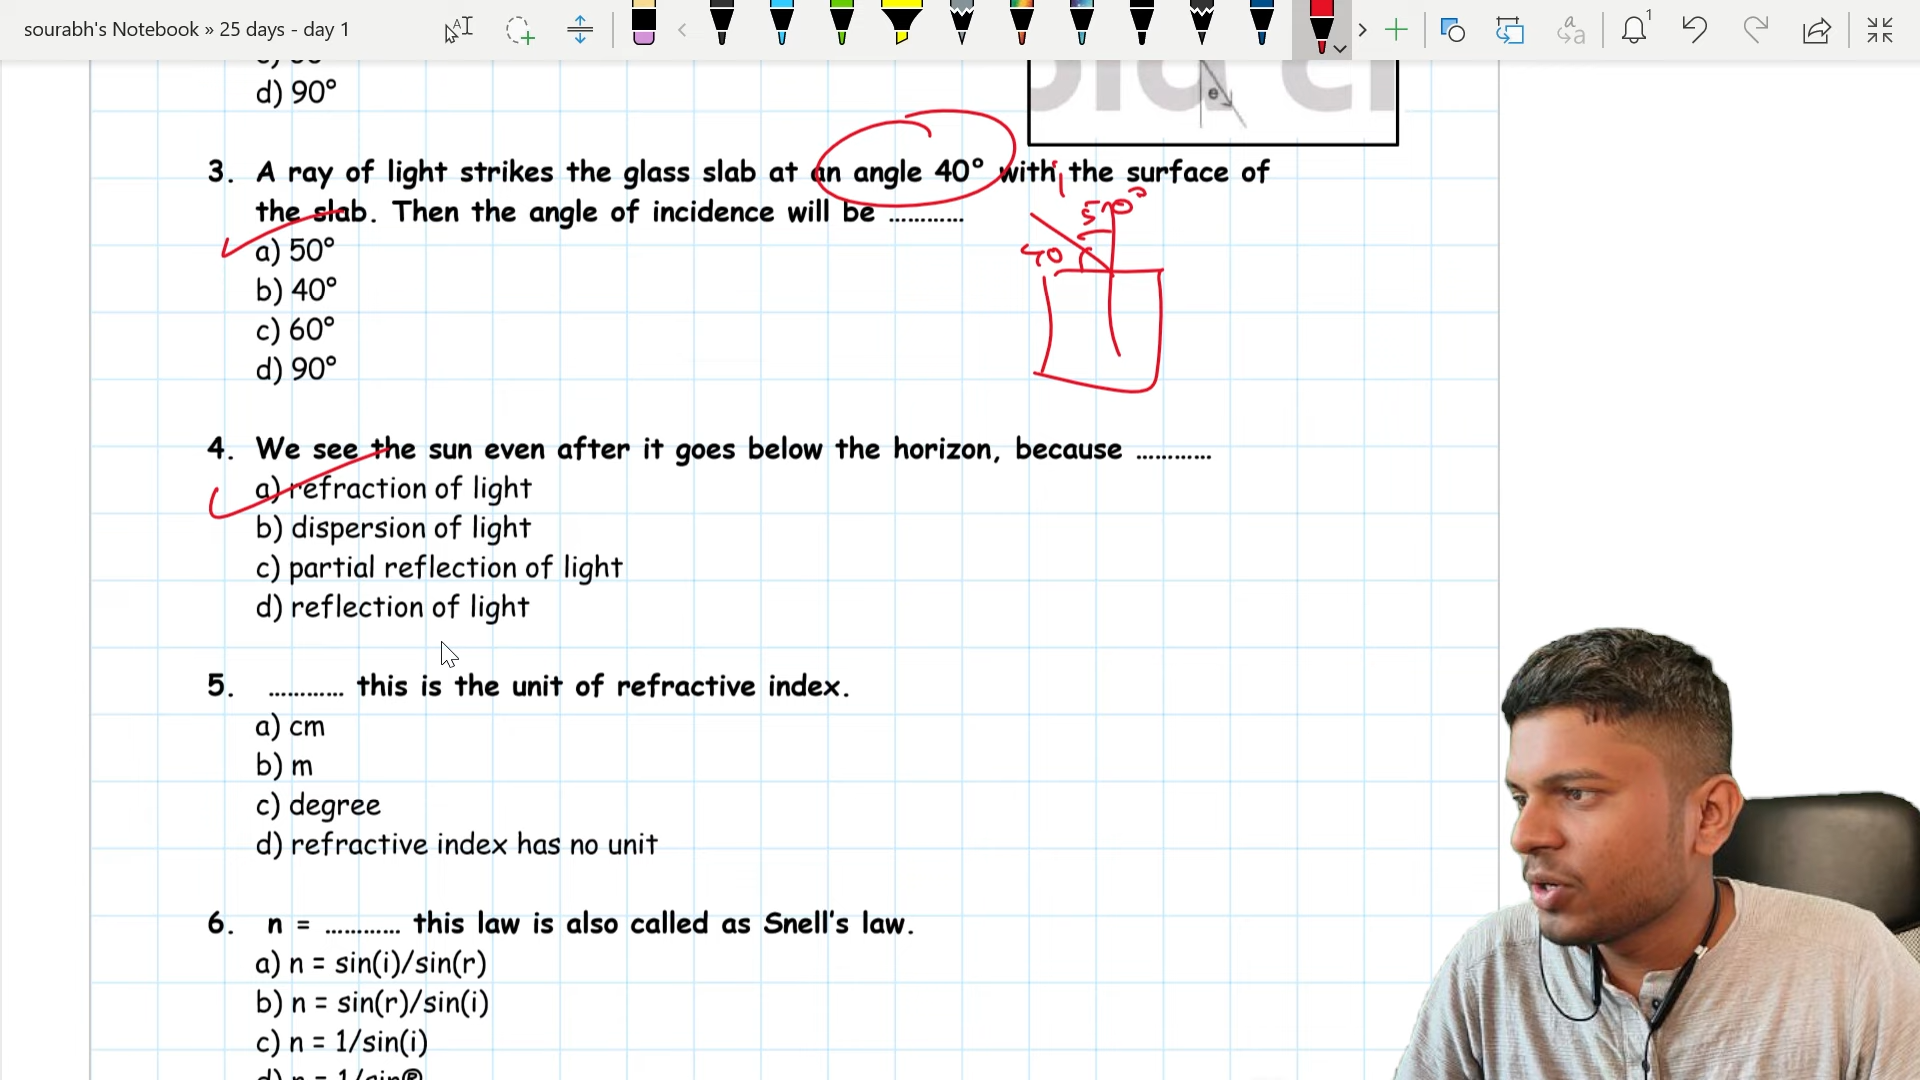 sourabh's Notebook » 25 days - day 1
1
d) 90°
e
3. A ray of light strikes the glass slab at an angle 40° with the surface of
the slab. Then the angle of incidence will be ............
i
50°
40
a) 50°
b) 40°
c) 60°
d) 90°
4. We see the sun even after it goes below the horizon, because ............
a) refraction of light
b) dispersion of light
c) partial reflection of light
d) reflection of light
5. ............ this is the unit of refractive index.
a) cm
b) m
c) degree
d) refractive index has no unit
6. n = ............ this law is also called as Snell's law.
a) n = sin(i)/sin(r)
b) n = sin(r)/sin(i)
c) n = 1/sin(i)
d) n = 1/sin®